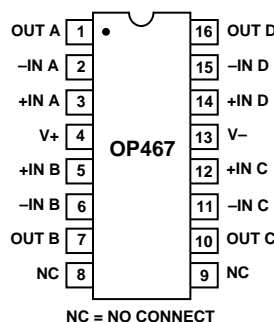 OUT A 1 16 OUT D
–IN A 2 15 –IN D
+IN A 3 14 +IN D
V+ 4 13 V–
OP467
+IN B 5 12 +IN C
–IN B 6 11 –IN C
OUT B 7 10 OUT C
NC 8 9 NC
NC = NO CONNECT